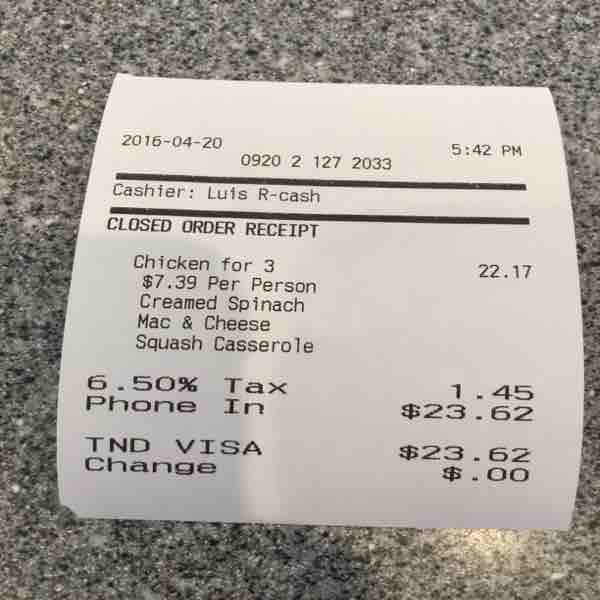 2016-04-20 5:42 PM
0920 2 127 2033
Cashier: Luis R-cash
CLOSED ORDER RECEIPT
Chicken for 3 22.17
$7.39 Per Person
Creamed Spinach
Mac & Cheese
Squash Casserole
6.50% Tax 1.45
Phone In $23.62
TND VISA $23.62
Change $.00